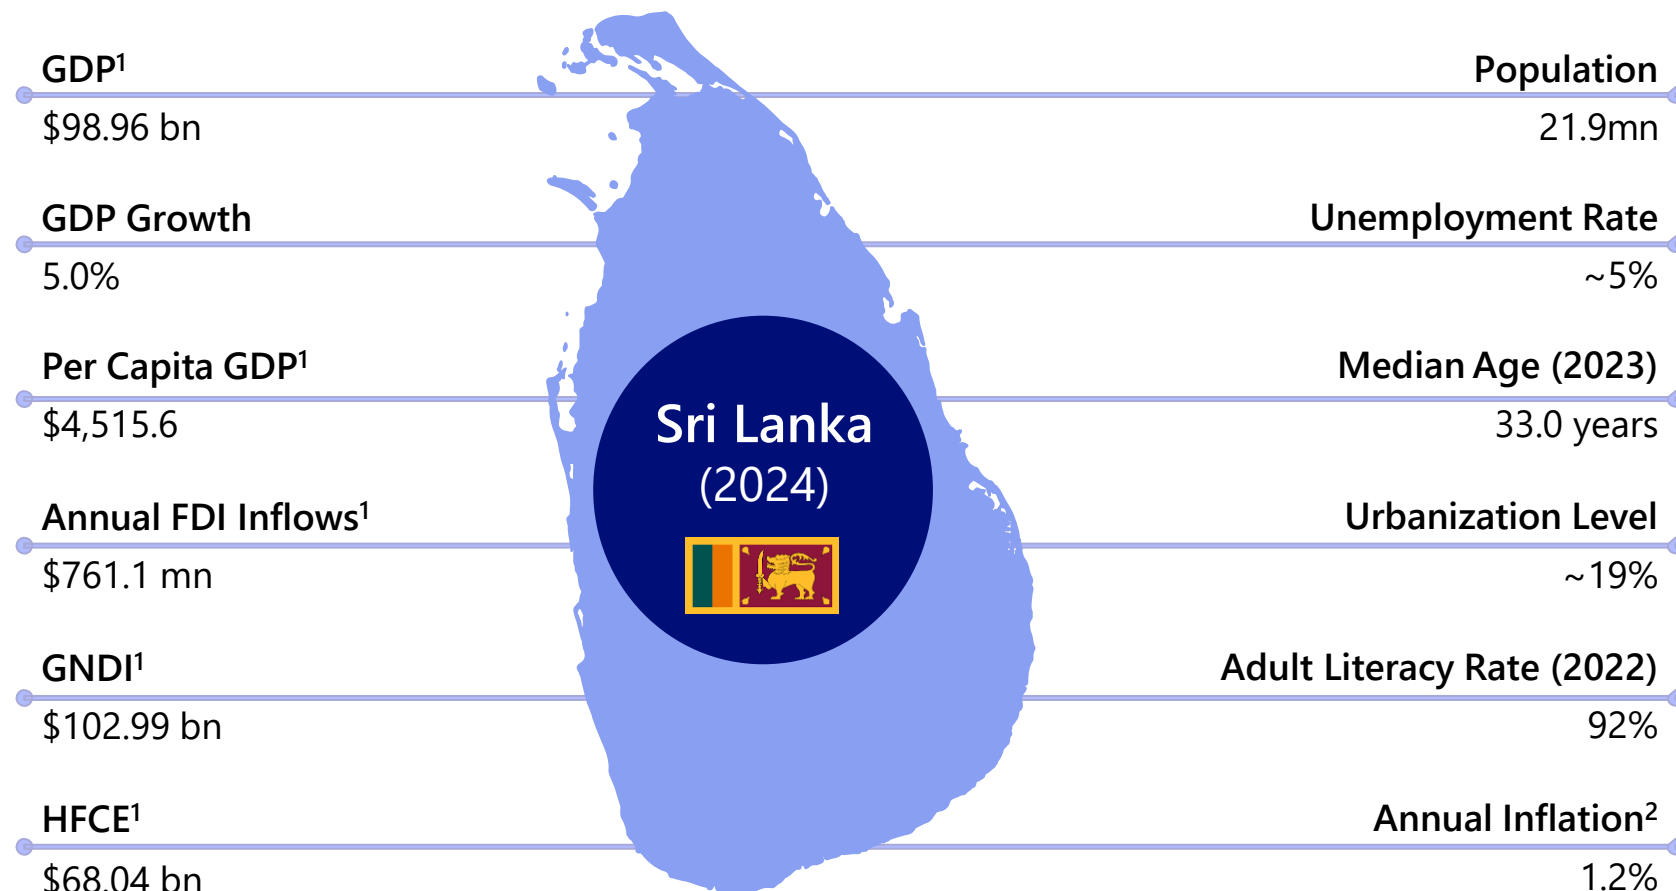 GDP¹
$98.96 bn
GDP Growth
5.0%
Per Capita GDP¹
$4,515.6
Annual FDI Inflows¹
$761.1 mn
GNDI¹
$102.99 bn
HFCE¹
$68.04 bn
Sri Lanka
(2024)
Population
21.9mn
Unemployment Rate
~5%
Median Age (2023)
33.0 years
Urbanization Level
~19%
Adult Literacy Rate (2022)
92%
Annual Inflation²
1.2%